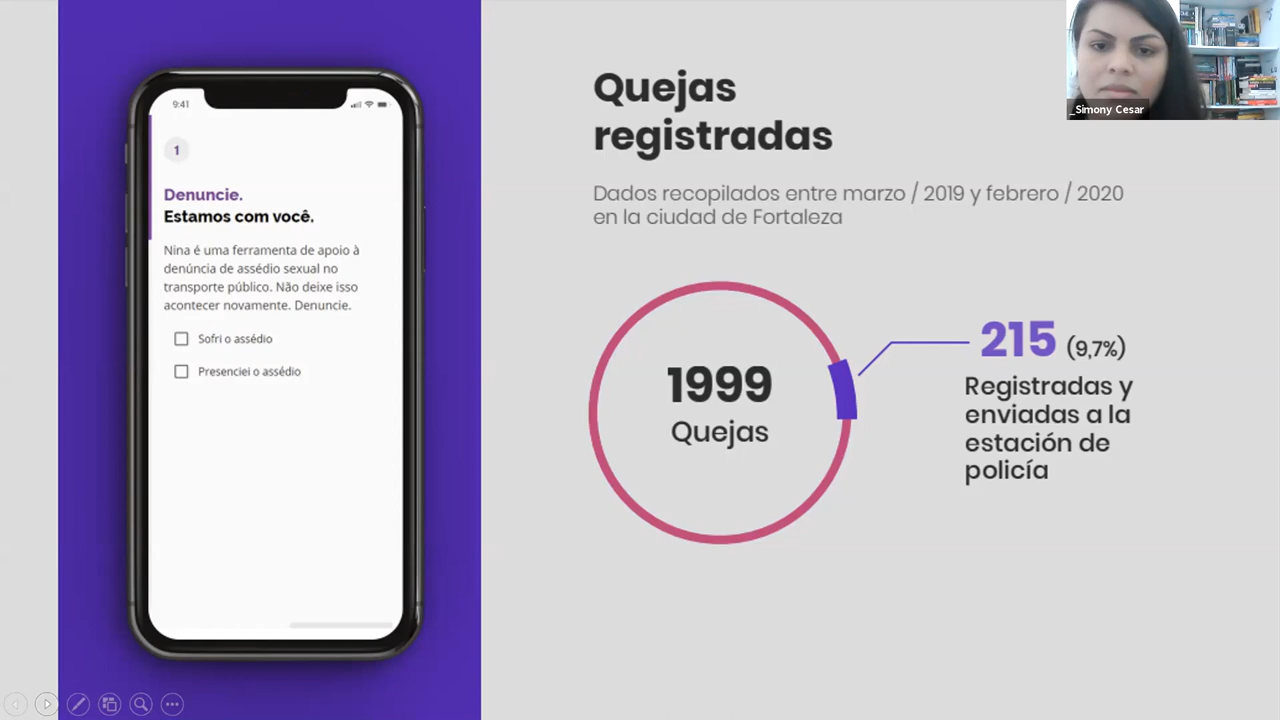 9:41
1
Denuncie.
Estamos com você.
Nina é uma ferramenta de apoio à
denúncia de assédio sexual no
transporte público. Não deixe isso
acontecer novamente. Denuncie.
Sofri o assédio
Presenciei o assédio
Quejas
registradas
Dados recopilados entre marzo / 2019 y febrero / 2020
en la ciudad de Fortaleza
1999
Quejas
215 (9,7%)
Registradas y
enviadas a la
estación de
policía
_Simony Cesar